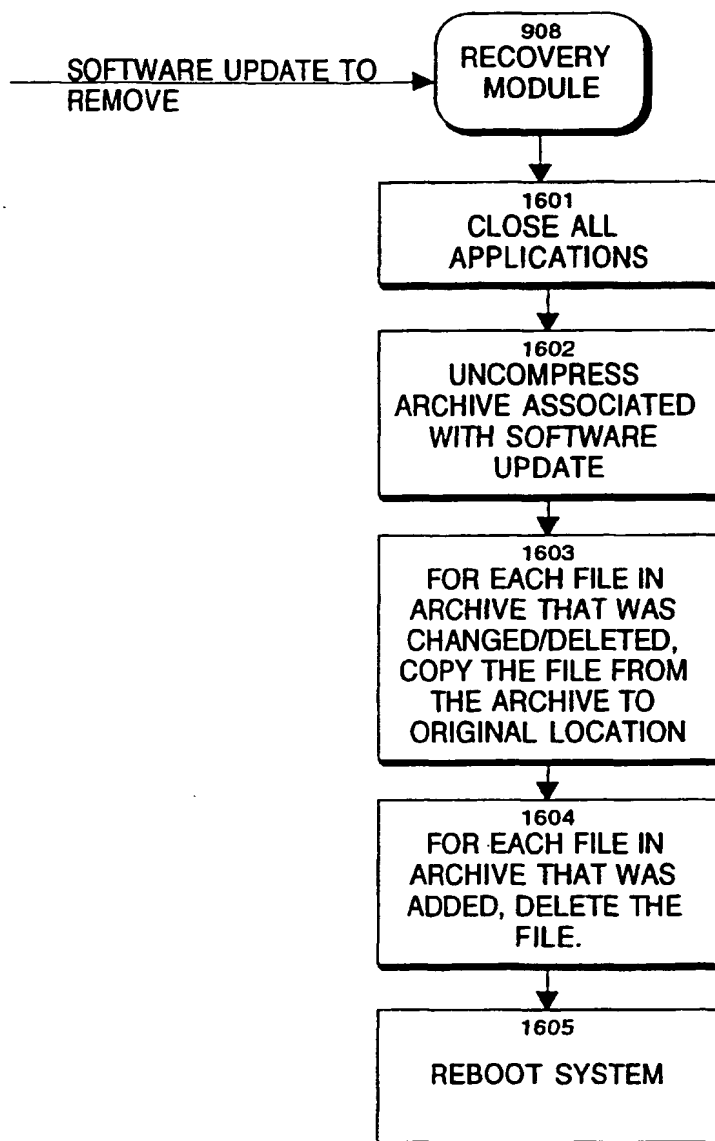 SOFTWARE UPDATE TO
REMOVE
908
RECOVERY
MODULE
1601
CLOSE ALL
APPLICATIONS
1602
UNCOMPRESS
ARCHIVE ASSOCIATED
WITH SOFTWARE
UPDATE
1603
FOR EACH FILE IN
ARCHIVE THAT WAS
CHANGED/DELETED,
COPY THE FILE FROM
THE ARCHIVE TO
ORIGINAL LOCATION
1604
FOR EACH FILE IN
ARCHIVE THAT WAS
ADDED, DELETE THE
FILE.
1605
REBOOT SYSTEM